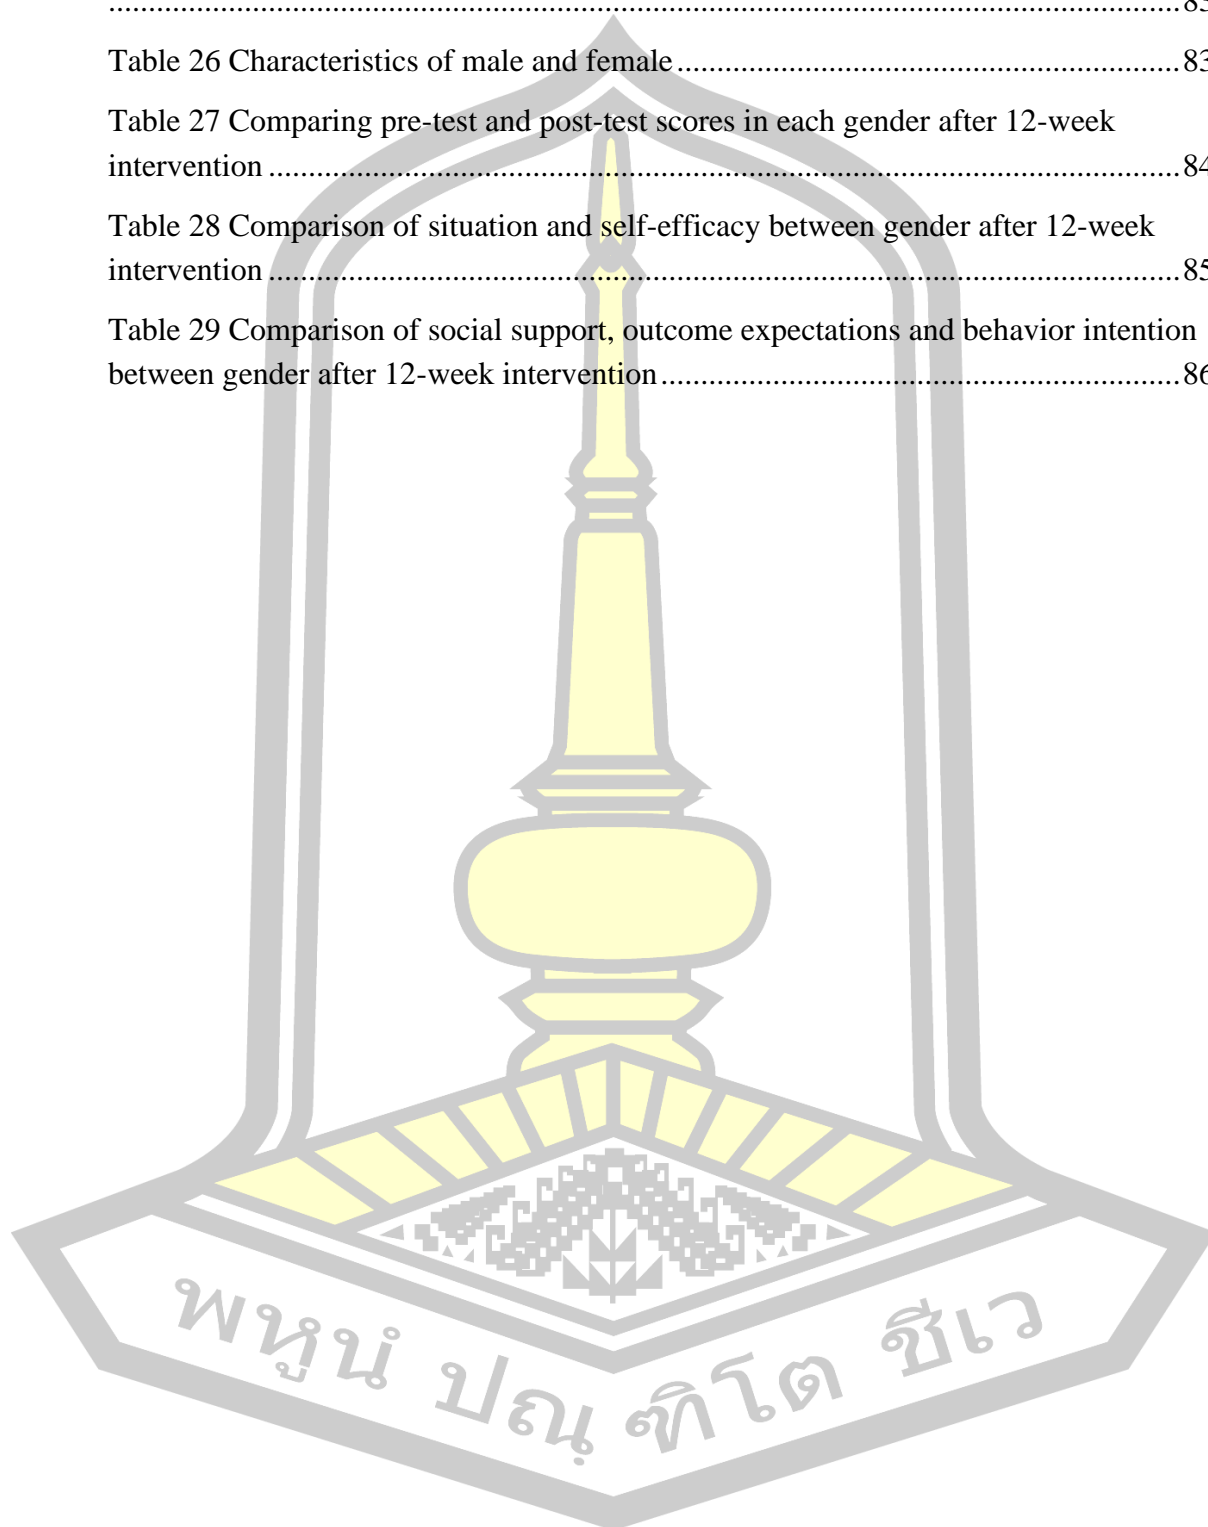 ........................................................................................................................................83
Table 26 Characteristics of male and female................................................................83
Table 27 Comparing pre-test and post-test scores in each gender after 12-week
intervention....................................................................................................................84
Table 28 Comparison of situation and self-efficacy between gender after 12-week
intervention....................................................................................................................85
Table 29 Comparison of social support, outcome expectations and behavior intention
between gender after 12-week intervention..................................................................86
พหูนํ ปณฺฑิโต ชีเว